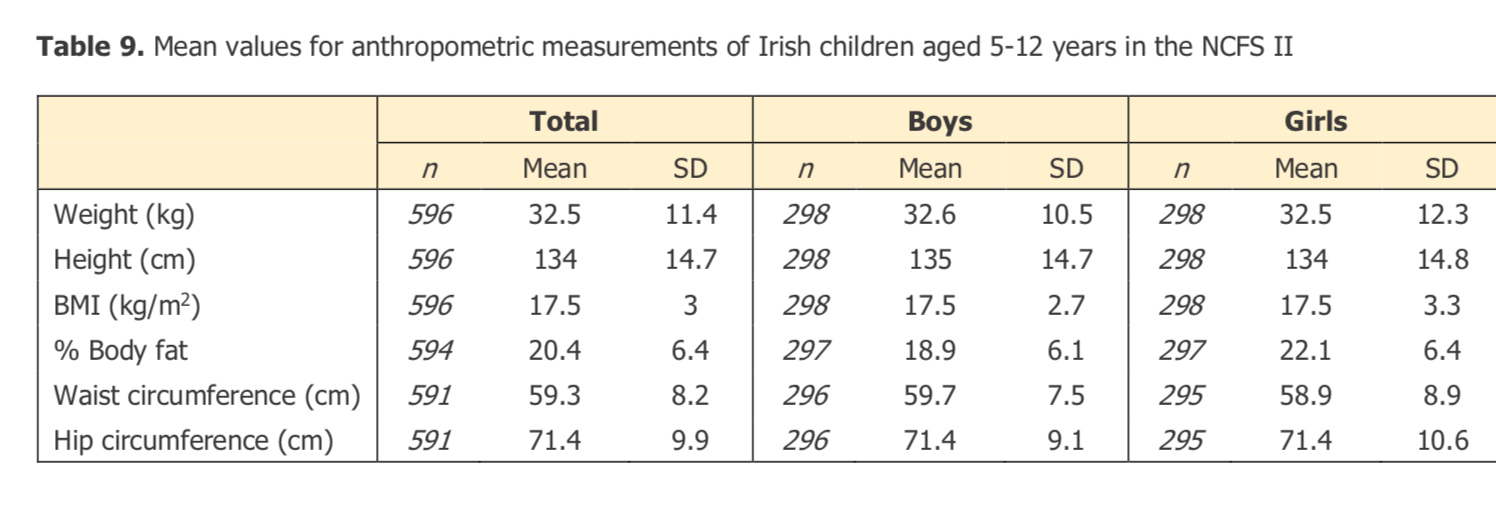 Table 9. Mean values for anthropometric measurements of Irish children aged 5-12 years in the NCFS II
Total Boys Girls
n Mean SD n Mean SD n Mean SD
Weight (kg) 596 32.5 11.4 298 32.6 10.5 298 32.5 12.3
Height (cm) 596 134 14.7 298 135 14.7 298 134 14.8
BMI (kg/m²) 596 17.5 3 298 17.5 2.7 298 17.5 3.3
% Body fat 594 20.4 6.4 297 18.9 6.1 297 22.1 6.4
Waist circumference (cm) 591 59.3 8.2 296 59.7 7.5 295 58.9 8.9
Hip circumference (cm) 591 71.4 9.9 296 71.4 9.1 295 71.4 10.6